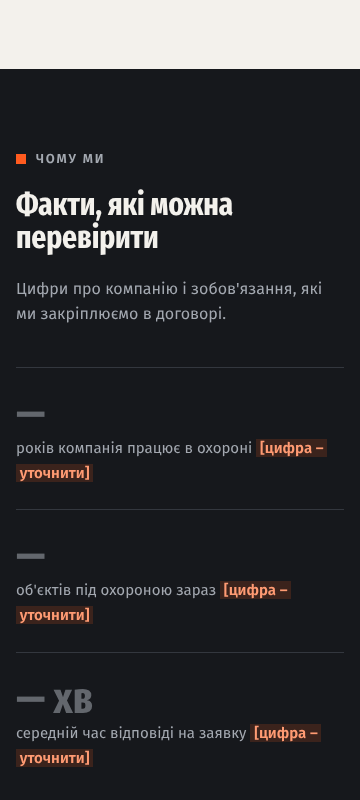 ЧОМУ МИ
Факти, які можна
перевірити
Цифри про компанію і зобов'язання, які
ми закріплюємо в договорі.
—
років компанія працює в охороні [цифра –
уточнити]
—
об'єктів під охороною зараз [цифра –
уточнити]
— хв
середній час відповіді на заявку [цифра –
уточнити]